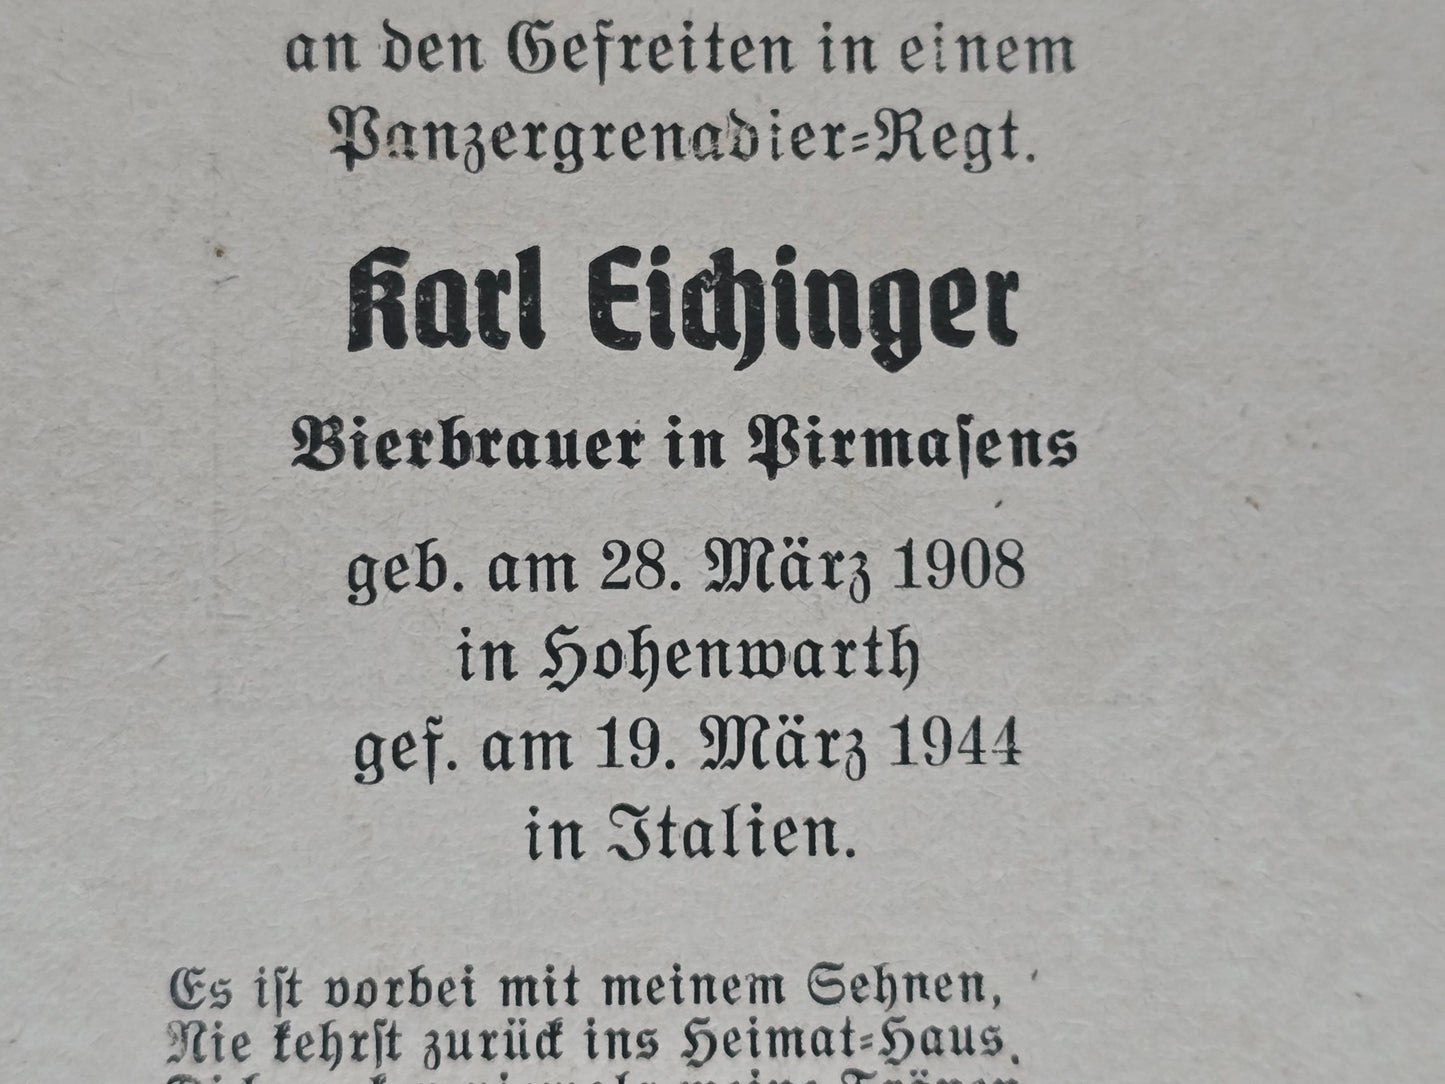 an den Gefreiten in einem
Panzergrenadier-Regt.
Karl Eichinger
Bierbrauer in Pirmasens
geb. am 28. März 1908
in Hohenwarth
gef. am 19. März 1944
in Italien.
Es ist vorbei mit meinem Sehnen,
Nie kehrst zurück ins Heimat-Haus.
meine Tränen